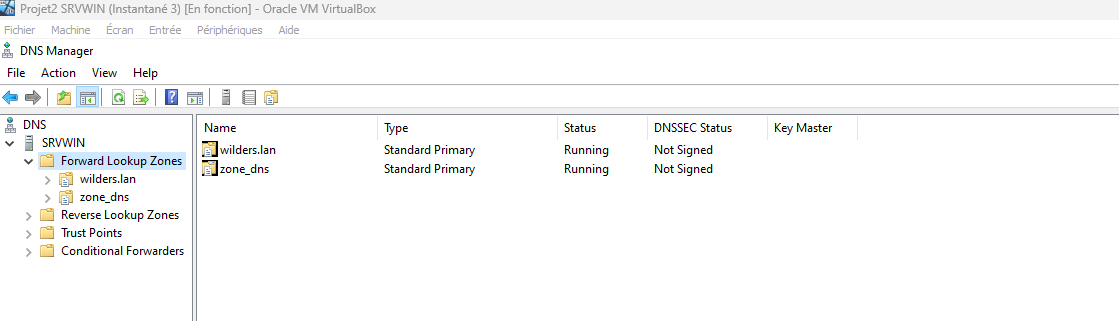 Projet2 SRVWIN (Instantané 3) [En fonction] - Oracle VM VirtualBox
Fichier Machine Écran Entrée Périphériques Aide
DNS Manager
File Action View Help
DNS
SRVWIN
Forward Lookup Zones
wilders.lan
zone_dns
Reverse Lookup Zones
Trust Points
Conditional Forwarders
Name Type Status DNSSEC Status Key Master
wilders.lan Standard Primary Running Not Signed
zone_dns Standard Primary Running Not Signed